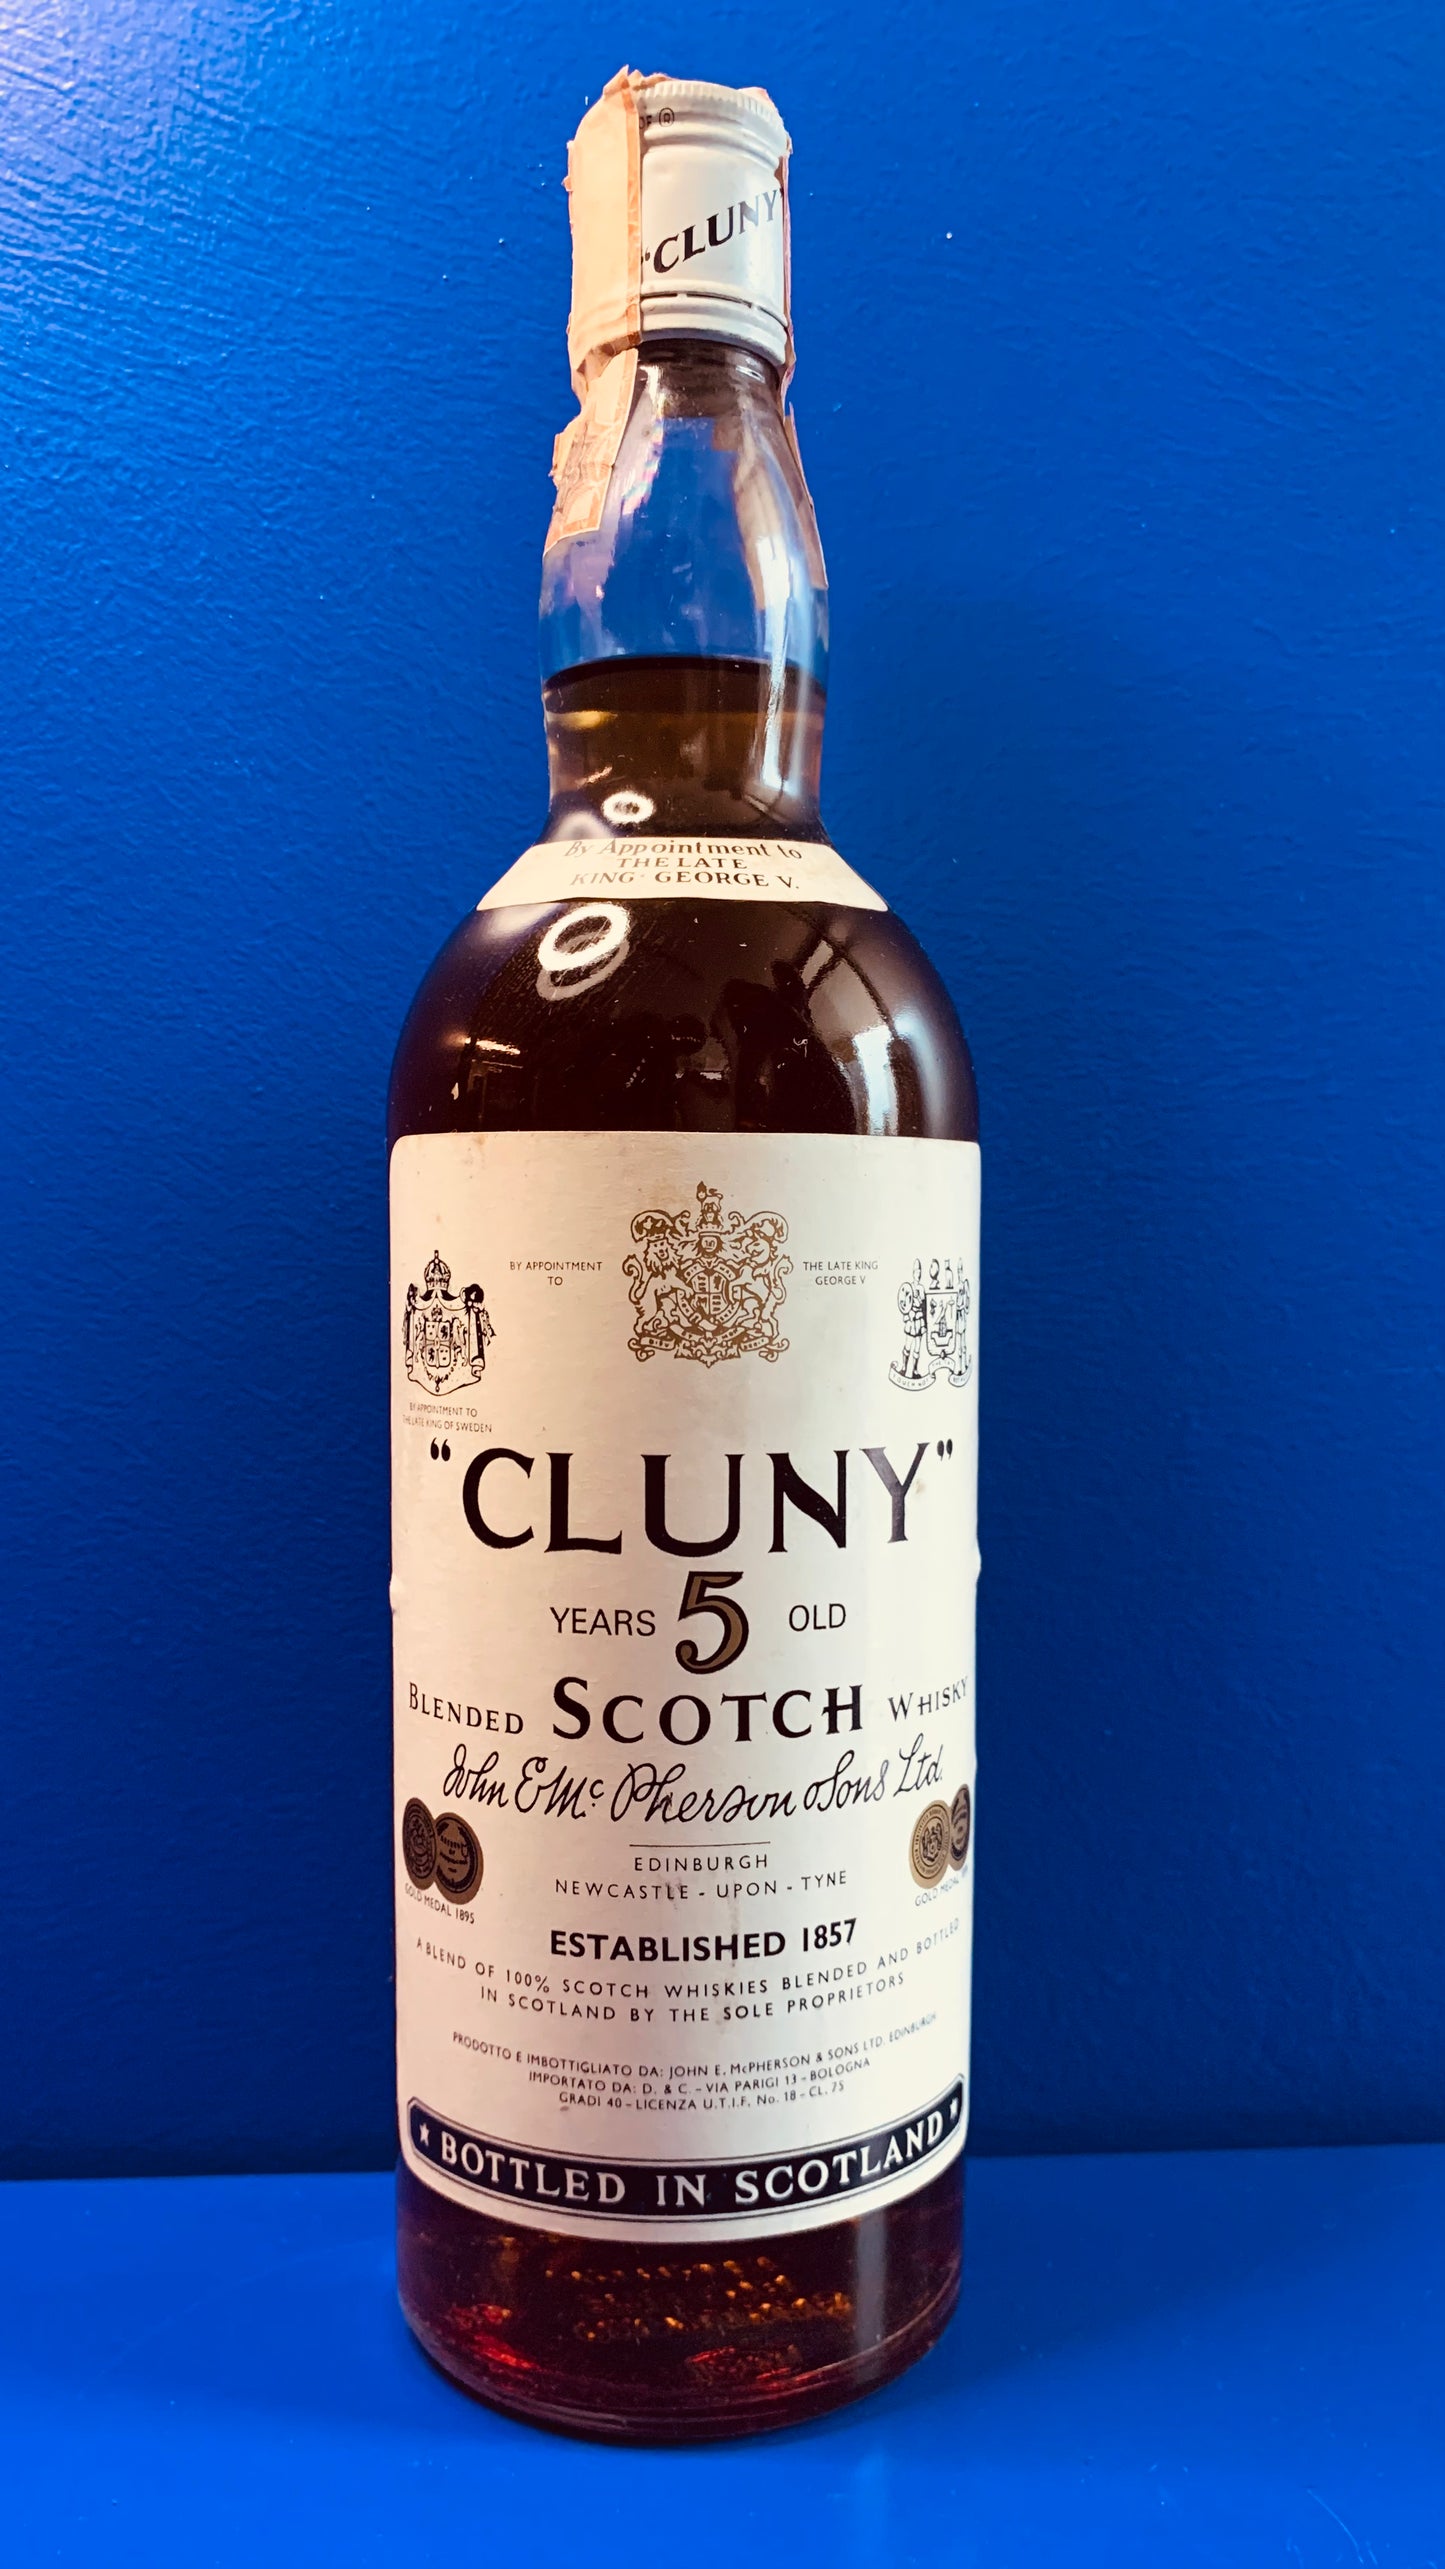 OF ®
"CLUNY"
By Appointment to
THE LATE
KING GEORGE V.
BY APPOINTMENT
TO
THE LATE KING
GEORGE V
BY APPOINTMENT TO
THE LATE KING OF SWEDEN
"CLUNY"
YEARS 5 OLD
BLENDED SCOTCH WHISKY
John E McPherson & Sons Ltd.
GOLD MEDAL 1895
GOLD MEDAL
EDINBURGH
NEWCASTLE - UPON - TYNE
ESTABLISHED 1857
A BLEND OF 100% SCOTCH WHISKIES BLENDED AND BOTTLED
IN SCOTLAND BY THE SOLE PROPRIETORS
PRODOTTO E IMBOTTIGLIATO DA: JOHN E. McPHERSON & SONS LTD. EDINBURGH
IMPORTATO DA: D. & C. - VIA PARIGI 13 - BOLOGNA
GRADI 40 - LICENZA U.T.I.F. No. 18 - CL. 75
★ BOTTLED IN SCOTLAND ★